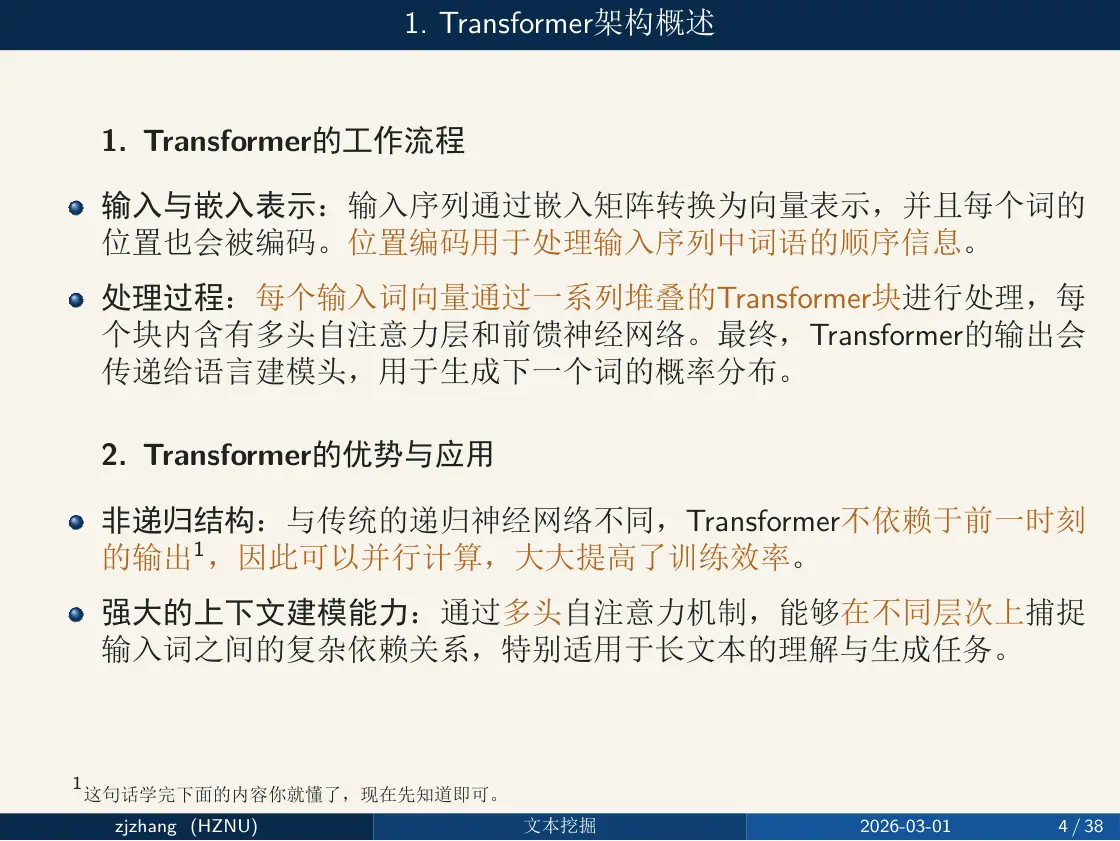 1. Transformer架构概述
1. Transformer的工作流程
输入与嵌入表示：输入序列通过嵌入矩阵转换为向量表示，并且每个词的
位置也会被编码。位置编码用于处理输入序列中词语的顺序信息。
处理过程：每个输入词向量通过一系列堆叠的Transformer块进行处理，每
个块内含有多头自注意力层和前馈神经网络。最终，Transformer的输出会
传递给语言建模头，用于生成下一个词的概率分布。
2. Transformer的优势与应用
非递归结构：与传统的递归神经网络不同，Transformer不依赖于前一时刻
的输出1，因此可以并行计算，大大提高了训练效率。
强大的上下文建模能力：通过多头自注意力机制，能够在不同层次上捕捉
输入词之间的复杂依赖关系，特别适用于长文本的理解与生成任务。
1这句话学完下面的内容你就懂了，现在先知道即可。
zjzhang (HZNU) 文本挖掘 2026-03-01 4 / 38